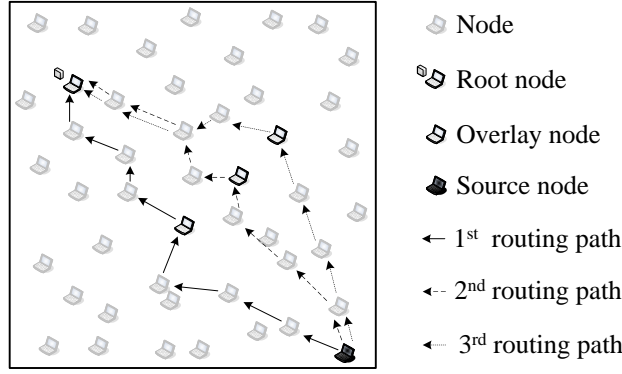 Node
Root node
Overlay node
Source node
1st routing path
2nd routing path
3rd routing path